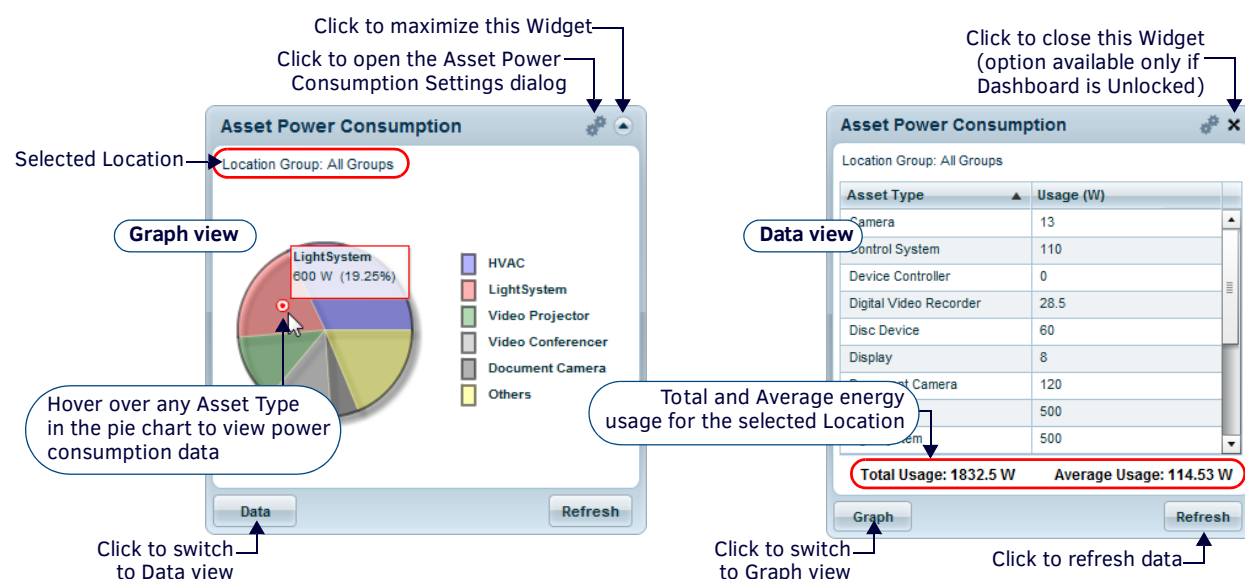 Click to maximize this Widget
Click to open the Asset Power
Consumption Settings dialog
Asset Power Consumption
Selected Location
Location Group: All Groups
Graph view
LightSystem
600 W (19.25%)
HVAC
LightSystem
Video Projector
Video Conferencer
Document Camera
Others
Hover over any Asset Type
in the pie chart to view power
consumption data
Data
Refresh
Click to switch
to Data view
Click to close this Widget
(option available only if
Dashboard is Unlocked)
Asset Power Consumption
Location Group: All Groups
Asset Type Usage (W)
Camera 13
Data view
Control System 110
Device Controller 0
Digital Video Recorder 28.5
Disc Device 60
Display 8
Camera 120
Total and Average energy
usage for the selected Location
500
500
Total Usage: 1832.5 W Average Usage: 114.53 W
Graph
Refresh
Click to switch
to Graph view
Click to refresh data